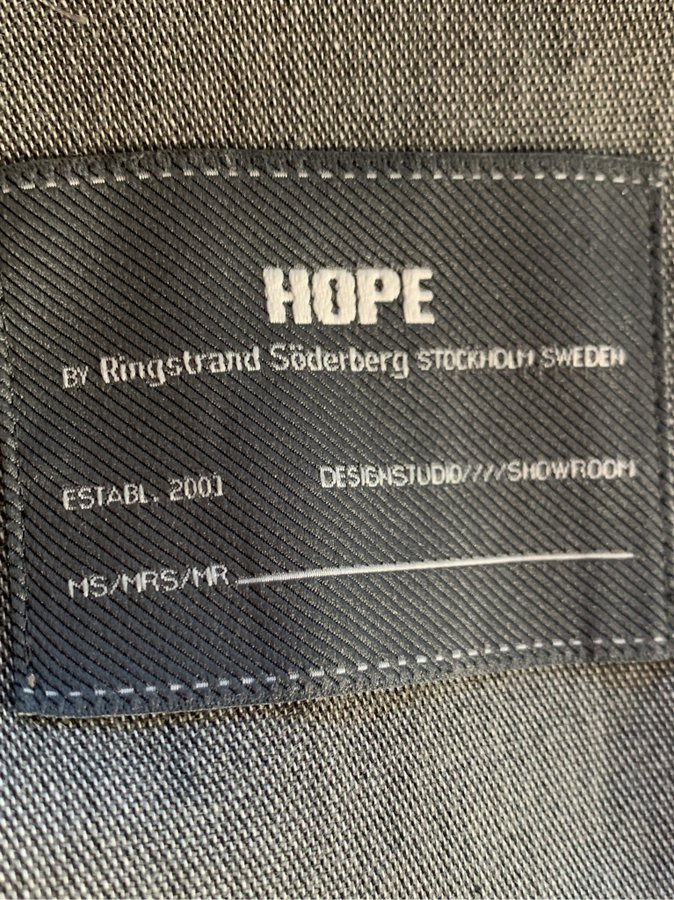 HOPE
BY Ringstrand Söderberg STOCKHOLM SWEDEN
ESTABL. 2001 DESIGNSTUDIO////SHOWROOM
MS/MRS/MR